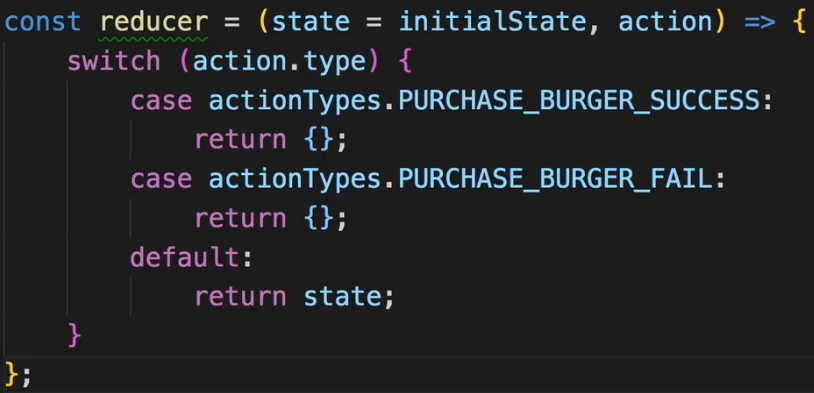 const reducer = (state = initialState, action) => {
    switch (action.type) {
        case actionTypes.PURCHASE_BURGER_SUCCESS:
            return {};
        case actionTypes.PURCHASE_BURGER_FAIL:
            return {};
        default:
            return state;
    }
};